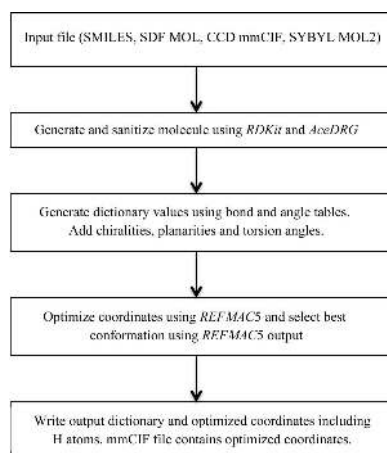 Input file (SMILES, SDF MOL, CCD mmCIF, SYBYL MOL2)
Generate and sanitize molecule using RDKit and AceDRG
Generate dictionary values using bond and angle tables.
Add chiralities, planarities and torsion angles.
Optimize coordinates using REFMAC5 and select best
conformation using REFMAC5 output
Write output dictionary and optimized coordinates including
H atoms. mmCIF file contains optimized coordinates.